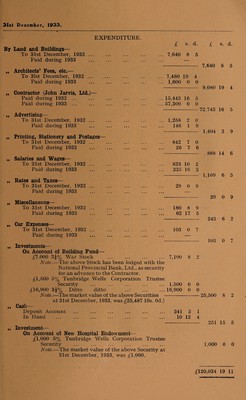 31st December, 1933.
EXPENDITURE.
£ s. d. £ s. d.
By Land and Buildings—
To 31st December, 1932 ... 7,640 8 5
Paid during 1933 ... —
7,640 8 5
„ Architects' Fees, etc.—
To 31st December, 1932 ... 7,480 19 4
Paid during 1933 ... 1,600 0 0
9,080 19 4
„ Contractor (John Jarvis, Ltd.)—
Paid during 1932 ... 15,443 16 5
Paid during 1933 ... 57,300 0 0
72,743 16 5
„ Advertising—
To 31st December, 1932 ... 1,258 2 0
Paid during 1933 ... 146 1 9
1,404 3 9
„ Printing, Stationery and Postages—
To 31st December, 1932 ... 842 7 0
Paid during 1933 ... 26 7 6
868 14 6
„ Salaries and Wages—
To 31st December, 1932 ... 833 10 2
Paid during 1933 ... 335 16 3
1,169 6 5
„ Rates and Taxes—
To 31st December, 1932 ... 29 0 9
Paid during 1933 ... —
29 0 9
„ Miscellaneous—
To 31st December, 1932 ... 180 8 9
Paid during 1933 ... 62 17 5
243 6 2
„ Car Expenses—
To 31st December, 1932 ... 103 0 7
Paid during 1933 ... —
103 0 7
„ Investments—
On Account of Building Fund—
£7,000 3½% War Stock ... 7,100 8 2
Note.—The above Stock has been lodged with the
National Provincial Bank, Ltd., as security
for an advance to the Contractor.
£1,500 5% Tunbridge Wells Corporation Trustee
Security ... 1,500 0 0
£16,900 3¼% Ditto ditto ... 16,900 0 0
Note.—The market value of the above Securities 25,500 8 2
at 31st December, 1933, was £25,487 10s. 0d.)
„ Cash—
Deposit Account ... 241 3 1
In Hand ... 10 12 4
251 15 5
„ Investment—
On Account of New Hospital Endowment—
£1,000 5% Tunbridge Wells Corporation Trustee
Security ... 1,000 0 0
Note.—The market value of the above Security at
31st December, 1933, was £1,000.
£120,034 19 11